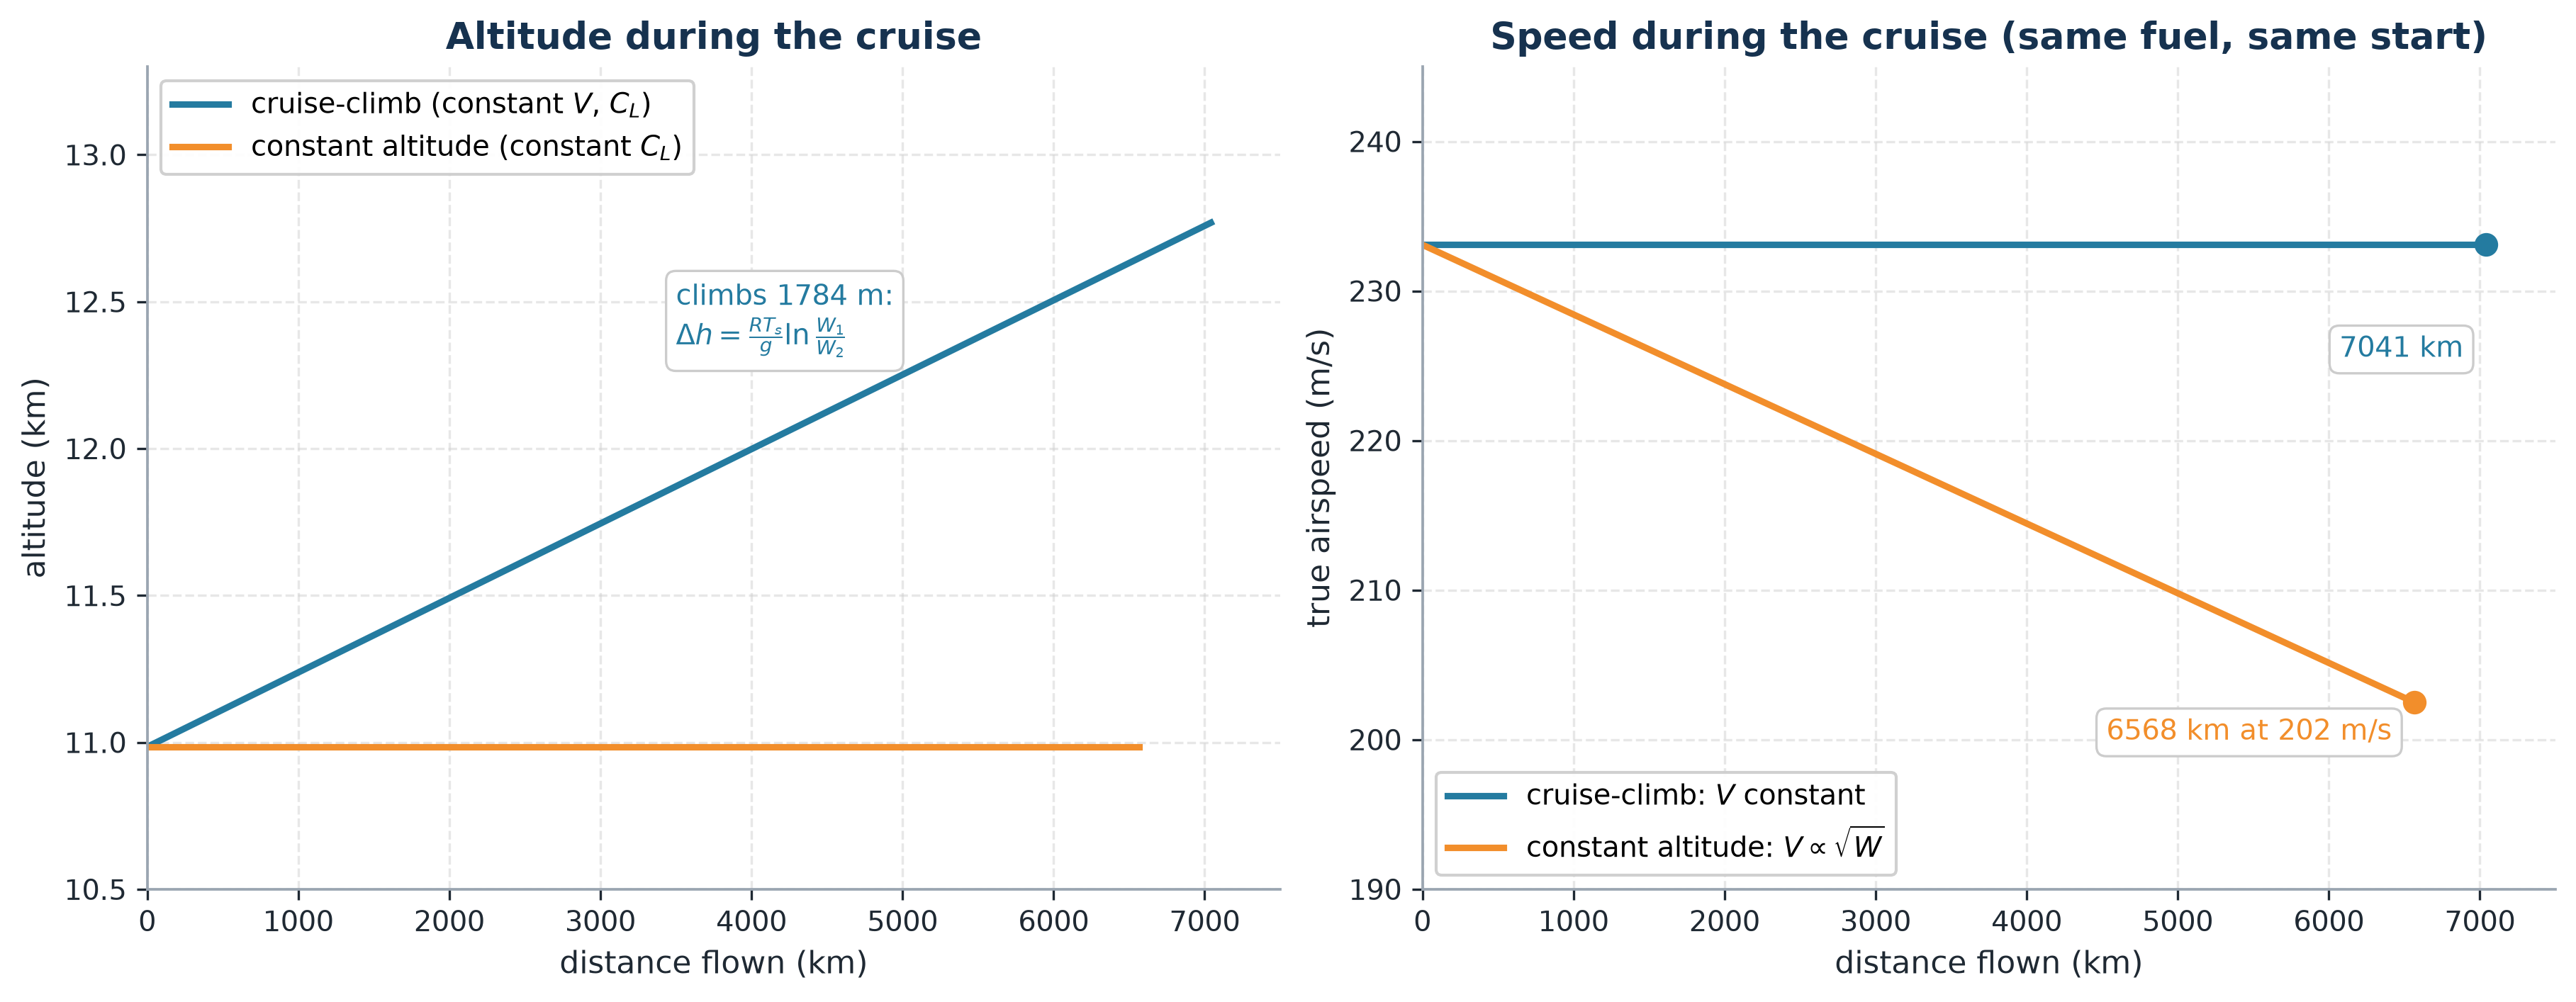 Altitude during the cruise
cruise-climb (constant V, C_L)
constant altitude (constant C_L)
climbs 1784 m:
Δh = \frac{RT_s}{g} ln \frac{W_1}{W_2}
altitude (km)
13.0
12.5
12.0
11.5
11.0
10.5
0 1000 2000 3000 4000 5000 6000 7000
distance flown (km)
Speed during the cruise (same fuel, same start)
true airspeed (m/s)
240
230
220
210
200
190
7041 km
6568 km at 202 m/s
cruise-climb: V constant
constant altitude: V ∝ √W
0 1000 2000 3000 4000 5000 6000 7000
distance flown (km)